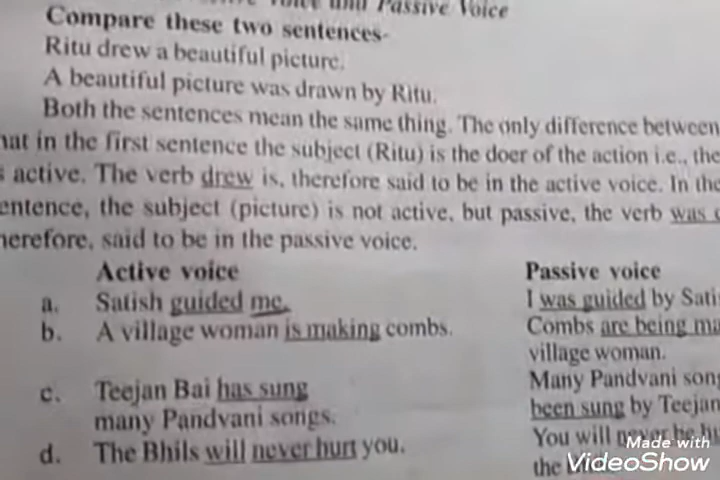 and Passive Voice
Compare these two sentences-
Ritu drew a beautiful picture.
A beautiful picture was drawn by Ritu.
Both the sentences mean the same thing. The only difference between
in the first sentence the subject (Ritu) is the doer of the action i.e., the
active. The verb drew is, therefore said to be in the active voice. In the
the subject (picture) is not active, but passive, the verb was
said to be in the passive voice.
Active voice Passive voice
a. Satish guided me. I was guided by
b. A village woman is making combs. Combs are being
village woman.
c. Teejan Bai has sung Many Pandvani
many Pandvani songs. been sung by Teejan
d. The Bhils will never hurt you. You will never be
the
Made with
VideoShow